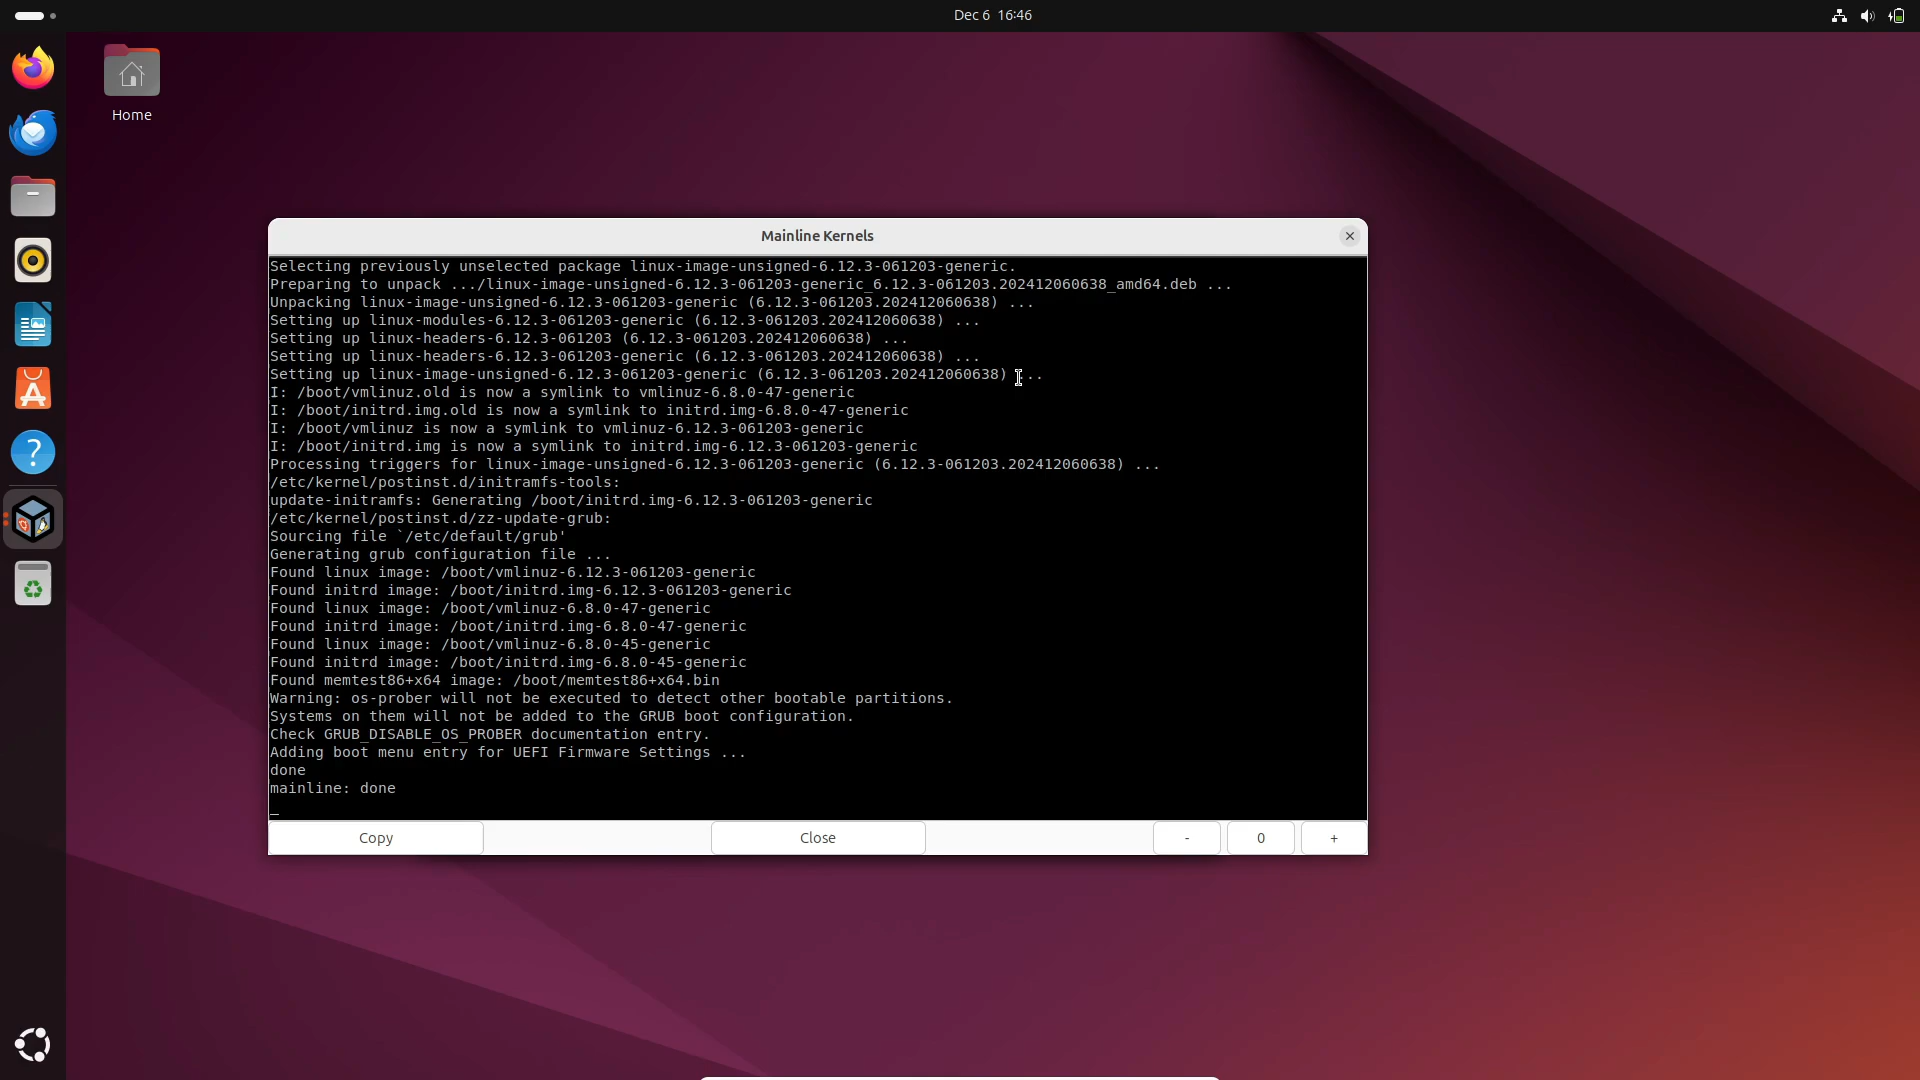 Dec 6 16:46
Home
Mainline Kernels
Selecting previously unselected package linux-image-unsigned-6.12.3-061203-generic.
Preparing to unpack .../linux-image-unsigned-6.12.3-061203-generic_6.12.3-061203.202412060638_amd64.deb ...
Unpacking linux-image-unsigned-6.12.3-061203-generic (6.12.3-061203.202412060638) ...
Setting up linux-modules-6.12.3-061203-generic (6.12.3-061203.202412060638) ...
Setting up linux-headers-6.12.3-061203 (6.12.3-061203.202412060638) ...
Setting up linux-headers-6.12.3-061203-generic (6.12.3-061203.202412060638) ...
Setting up linux-image-unsigned-6.12.3-061203-generic (6.12.3-061203.202412060638) ...
I: /boot/vmlinuz.old is now a symlink to vmlinuz-6.8.0-47-generic
I: /boot/initrd.img.old is now a symlink to initrd.img-6.8.0-47-generic
I: /boot/vmlinuz is now a symlink to vmlinuz-6.12.3-061203-generic
I: /boot/initrd.img is now a symlink to initrd.img-6.12.3-061203-generic
Processing triggers for linux-image-unsigned-6.12.3-061203-generic (6.12.3-061203.202412060638) ...
/etc/kernel/postinst.d/initramfs-tools:
update-initramfs: Generating /boot/initrd.img-6.12.3-061203-generic
/etc/kernel/postinst.d/zz-update-grub:
Sourcing file `/etc/default/grub'
Generating grub configuration file ...
Found linux image: /boot/vmlinuz-6.12.3-061203-generic
Found initrd image: /boot/initrd.img-6.12.3-061203-generic
Found linux image: /boot/vmlinuz-6.8.0-47-generic
Found initrd image: /boot/initrd.img-6.8.0-47-generic
Found linux image: /boot/vmlinuz-6.8.0-45-generic
Found initrd image: /boot/initrd.img-6.8.0-45-generic
Found memtest86+x64 image: /boot/memtest86+x64.bin
Warning: os-prober will not be executed to detect other bootable partitions.
Systems on them will not be added to the GRUB boot configuration.
Check GRUB_DISABLE_OS_PROBER documentation entry.
Adding boot menu entry for UEFI Firmware Settings ...
done
mainline: done
Copy Close - 0 +